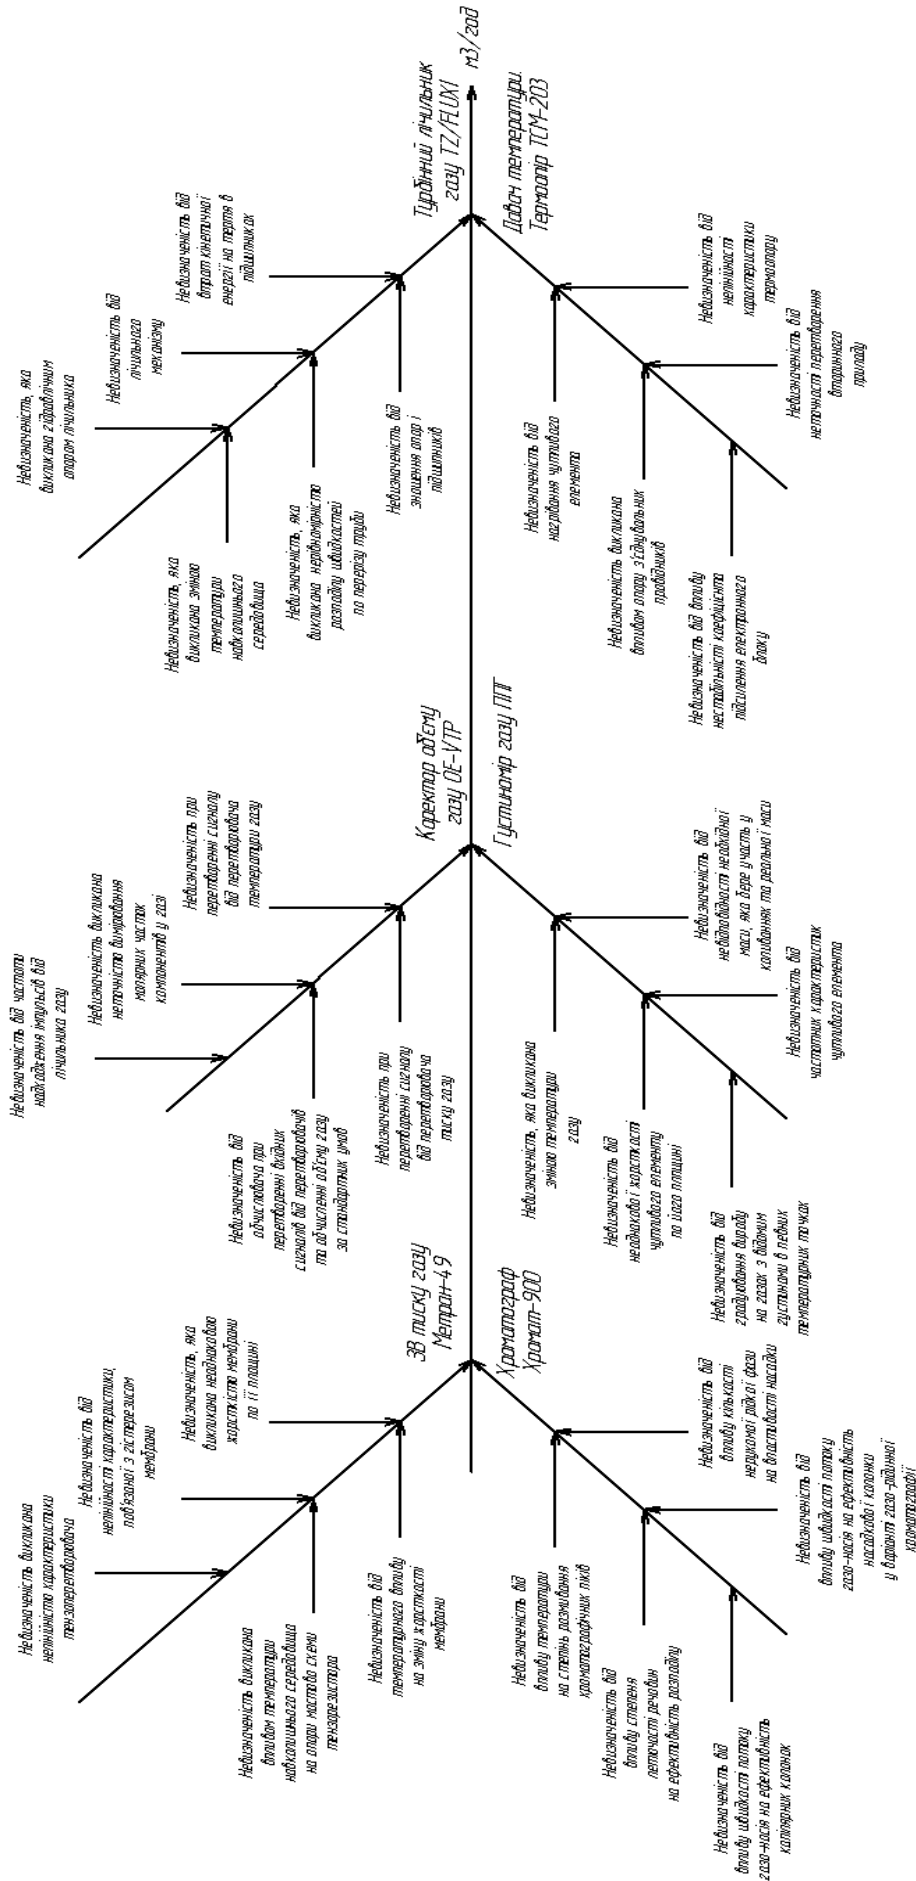 Невизначеність викликана
нелінійністю характеристики
тензоперетворювача
Невизначеність від
нелінійності характеристики,
пов'язаної з гістерезисом
мембрани
Невизначеність, яка
викликана неоднаковою
жорсткістю мембрани
по її площині
Невизначеність викликана
впливом температури
навколишнього середовища
на опори мостової схеми
тензорезистора
Невизначеність від
температурного впливу
на зміну жорсткості
мембрани
ЗВ тиску газу
Метран-49
Невизначеність від частоти
надходження імпульсів від
лічильника газу
Невизначеність викликана
неточністю вимірювання
молярних часток
компонентів у газі
Невизначеність при
перетворенні сигналу
від перетворювача
температури газу
Невизначеність від
обчислювача при
перетворенні вхідних
сигналів від перетворювачів
та обчисленні об'єму газу
за стандартних умов
Невизначеність при
перетворенні сигналу
від перетворювача
тиску газу
Коректор об'єму
газу OE-VTP
Невизначеність, яка
викликана гідравлічним
опором лічильника
Невизначеність від
лічильного
механізму
Невизначеність від
втрат кінетичної
енергії на тертя в
підшипниках
Невизначеність, яка
викликана зміною
температури
навколишнього
середовища
Невизначеність, яка
викликана нерівномірністю
розподілу швидкостей
по перерізу труби
Невизначеність від
зношення опор і
підшипників
Турбінний лічильник
газу TZ/FLUXI
м3/год
Хроматограф
Хромат-900
Невизначеність від
впливу температури
на степінь розмивання
хроматографічних піків
Невизначеність від
впливу степеня
леткості речовин
на ефективність розподілу
Невизначеність від
впливу швидкості потоку
газо-носія на ефективність
капілярних колонок
Невизначеність від
впливу кількості
нерухомої рідкої фази
на властивості насадки
Невизначеність від
впливу швидкості потоку
газо-носія на ефективність
насадкової колонки
у варіанті газо-рідинної
хроматографії
Густиномір газу ППГ
Невизначеність, яка викликана
зміною температури
газу
Невизначеність від
неоднакової жорсткості
чутливого елементу
по його площині
Невизначеність від
градуювання виробу
на газах з відомим
густинами в певних
температурних точках
Невизначеність від
невідповідності необхідної
маси, яка бере участь у
коливаннях та реальної маси
Невизначеність від
частотних характеристик
чутливого елемента
Давач температури.
Термоопір ТСМ-203
Невизначеність від
нагрівання чутливого
елемента
Невизначеність викликана
впливом опору з'єднувальних
провідників
Невизначеність від впливу
нестабільності коефіцієнта
підсилення електронного
блоку
Невизначеність від
нелінійності
характеристики
термоопору
Невизначеність від
неточності перетворення
вторинного
приладу